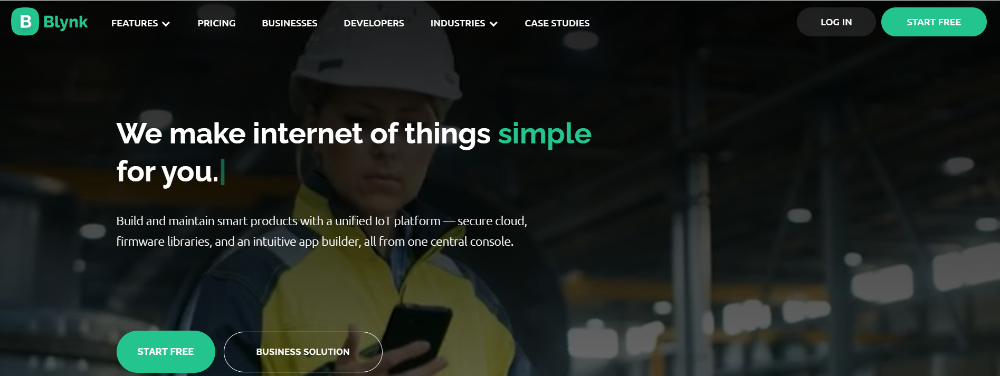 B Blynk
FEATURES
PRICING
BUSINESSES
DEVELOPERS
INDUSTRIES
CASE STUDIES
LOG IN
START FREE
We make internet of things simple
for you.
Build and maintain smart products with a unified IoT platform — secure cloud,
firmware libraries, and an intuitive app builder, all from one central console.
START FREE
BUSINESS SOLUTION